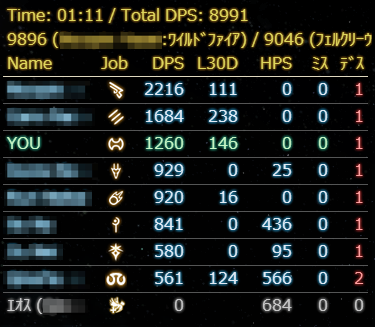 Time: 01:11 / Total DPS: 8991
9896 (:ﾜｲﾙﾄﾞﾌｧｲｱ) / 9046 (ﾌｪﾙｸﾘｰｳ
Name Job DPS L30D HPS ﾐｽ ﾃﾞｽ
2216 111 0 0 1
1684 238 0 0 1
YOU 1260 146 0 0 1
929 0 25 0 1
920 16 0 0 1
841 0 436 0 1
580 0 95 0 1
561 124 566 0 2
ｴｵｽ ( 0 684 0 0